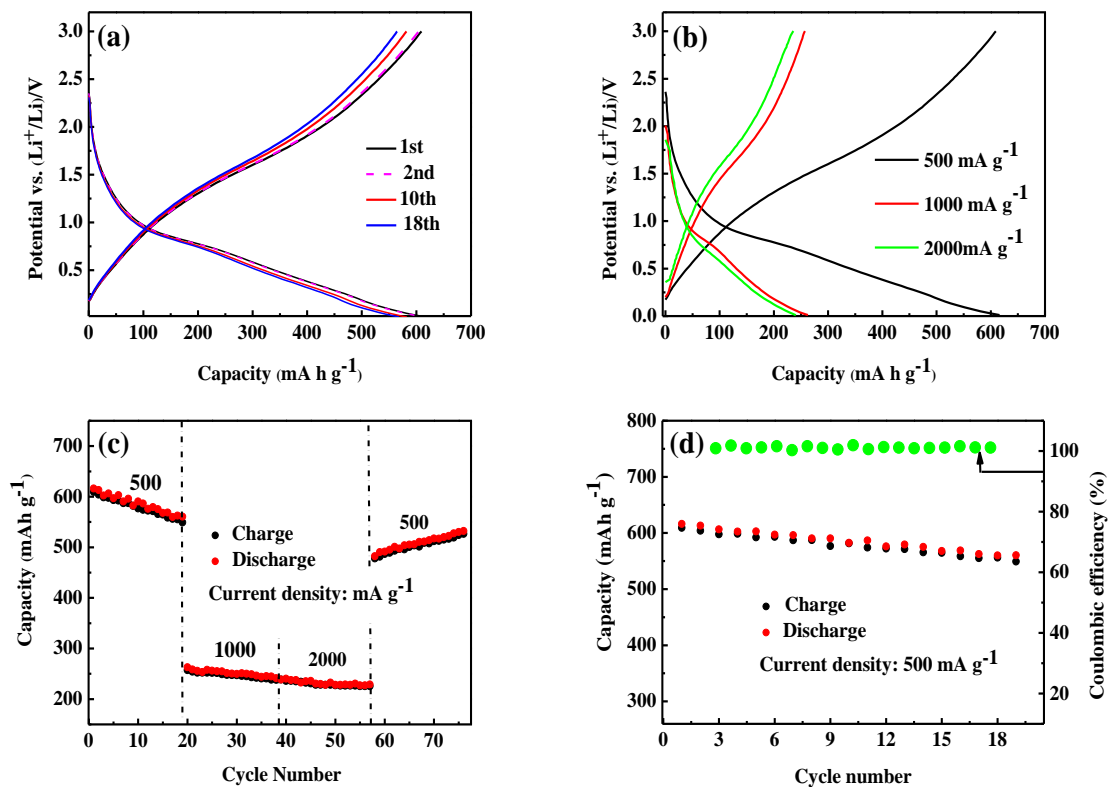 (a)
3.0
2.5
2.0
1.5
1.0
0.5
0 100 200 300 400 500 600 700
Potential vs. (Li⁺/Li)/V
Capacity (mA h g⁻¹)
1st
2nd
10th
18th
(b)
3.0
2.5
2.0
1.5
1.0
0.5
0.0
0 100 200 300 400 500 600 700
Potential vs. (Li⁺/Li)/V
Capacity (mA h g⁻¹)
500 mA g⁻¹
1000 mA g⁻¹
2000mA g⁻¹
(c)
700
600
500
400
300
200
0 10 20 30 40 50 60 70
Capacity (mAh g⁻¹)
Cycle Number
500
500
Charge
Discharge
Current density: mA g⁻¹
1000
2000
(d)
800
750
700
650
600
550
500
450
400
350
300
3 6 9 12 15 18
100
80
60
40
20
Capacity (mAh g⁻¹)
Coulombic efficiency (%)
Cycle number
Charge
Discharge
Current density: 500 mA g⁻¹